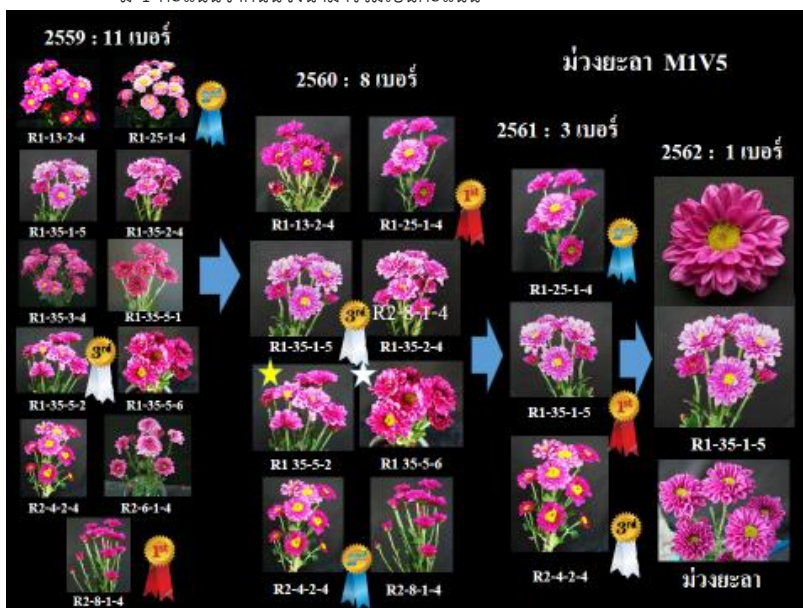 2559 : 11 เบอร์
R1-13-2-4
R1-25-1-4
R1-35-1-5
R1-35-2-4
R1-35-3-4
R1-35-5-1
3rd
R1-35-5-2
R1-35-5-6
R2-4-2-4
R2-6-1-4
1st
R2-8-1-4
2560 : 8 เบอร์
R1-13-2-4
R1-25-1-4
1st
3rd
R2-8-1-4
R1-35-1-5
R1-35-2-4
R1 35-5-2
R1 35-5-6
R2-4-2-4
R2-8-1-4
ม่วงยะลา M1V5
2561 : 3 เบอร์
R1-25-1-4
R1-35-1-5
1st
3rd
R2-4-2-4
2562 : 1 เบอร์
R1-35-1-5
ม่วงยะลา